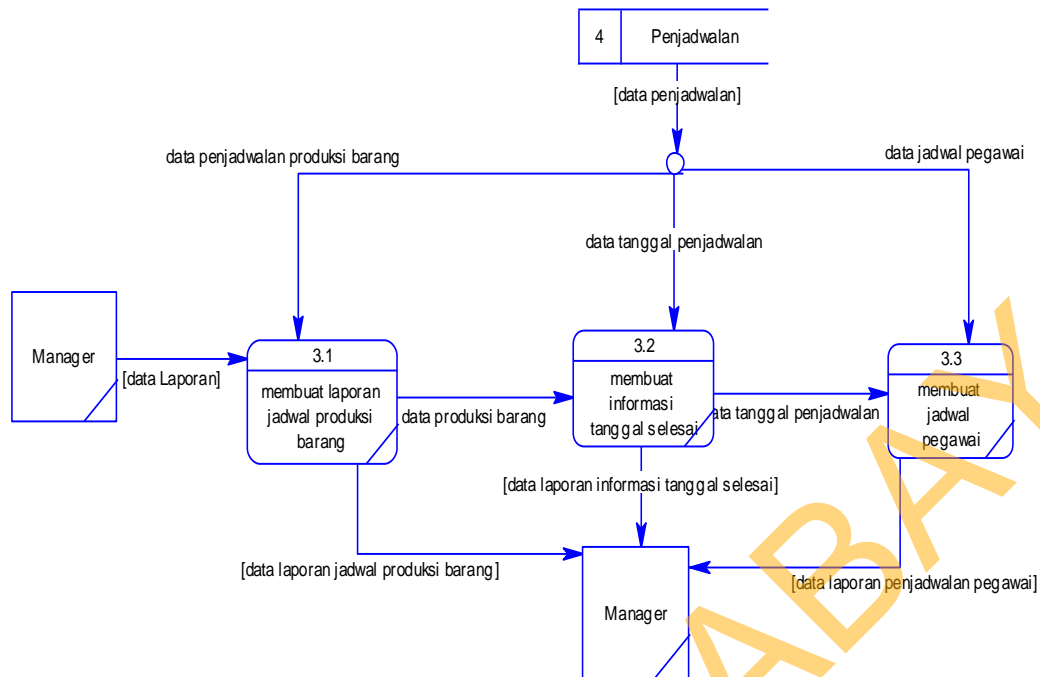 4 Penjadwalan
[data penjadwalan]
data penjadwalan produksi barang
data jadwal pegawai
data tanggal penjadwalan
Manager
[data Laporan]
3.1
membuat laporan
jadwal produksi
barang
data produksi barang
3.2
membuat
informasi
tanggal selesai
ata tanggal penjadwalan
3.3
membuat
jadwal
pegawai
[data laporan informasi tanggal selesai]
[data laporan jadwal produksi barang]
[data laporan penjadwalan pegawai]
Manager
ABAY